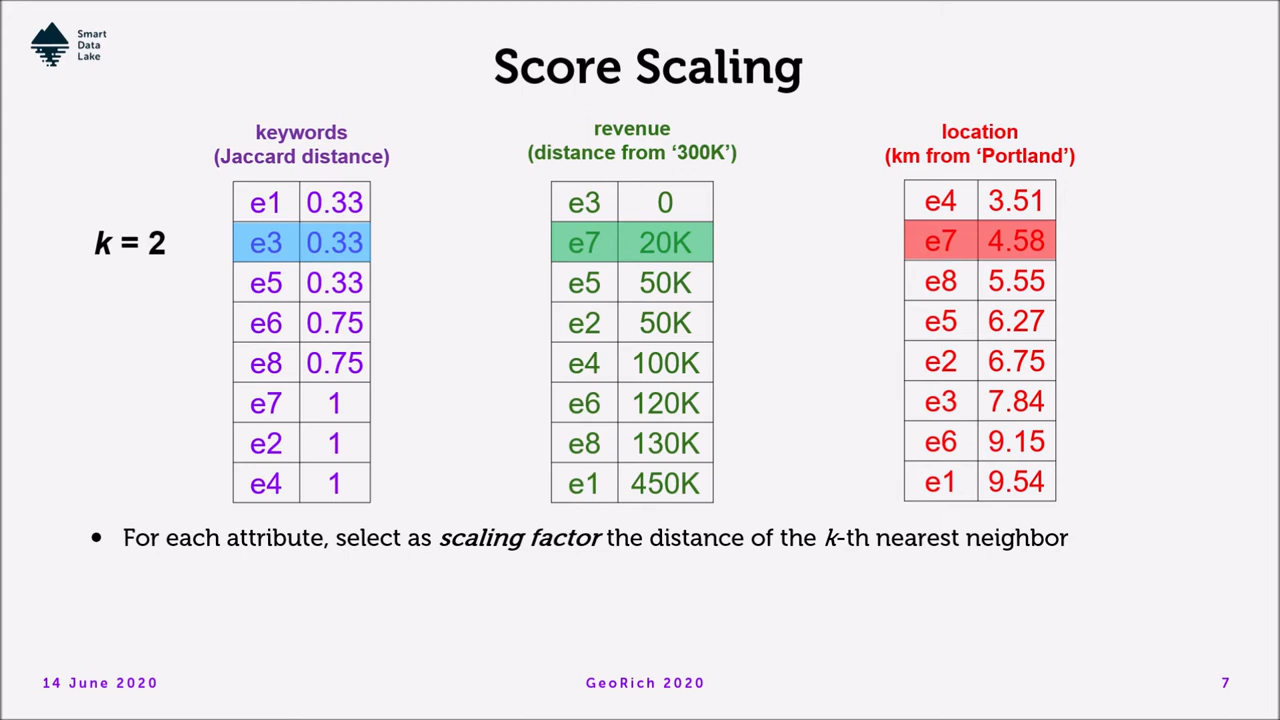 Smart
Data
Lake
Score Scaling
keywords
(Jaccard distance)
revenue
(distance from ‘300K’)
location
(km from ‘Portland’)
k = 2
e1 0.33
e3 0.33
e5 0.33
e6 0.75
e8 0.75
e7 1
e2 1
e4 1
e3 0
e7 20K
e5 50K
e2 50K
e4 100K
e6 120K
e8 130K
e1 450K
e4 3.51
e7 4.58
e8 5.55
e5 6.27
e2 6.75
e3 7.84
e6 9.15
e1 9.54
• For each attribute, select as scaling factor the distance of the k-th nearest neighbor
14 June 2020
GeoRich 2020
7